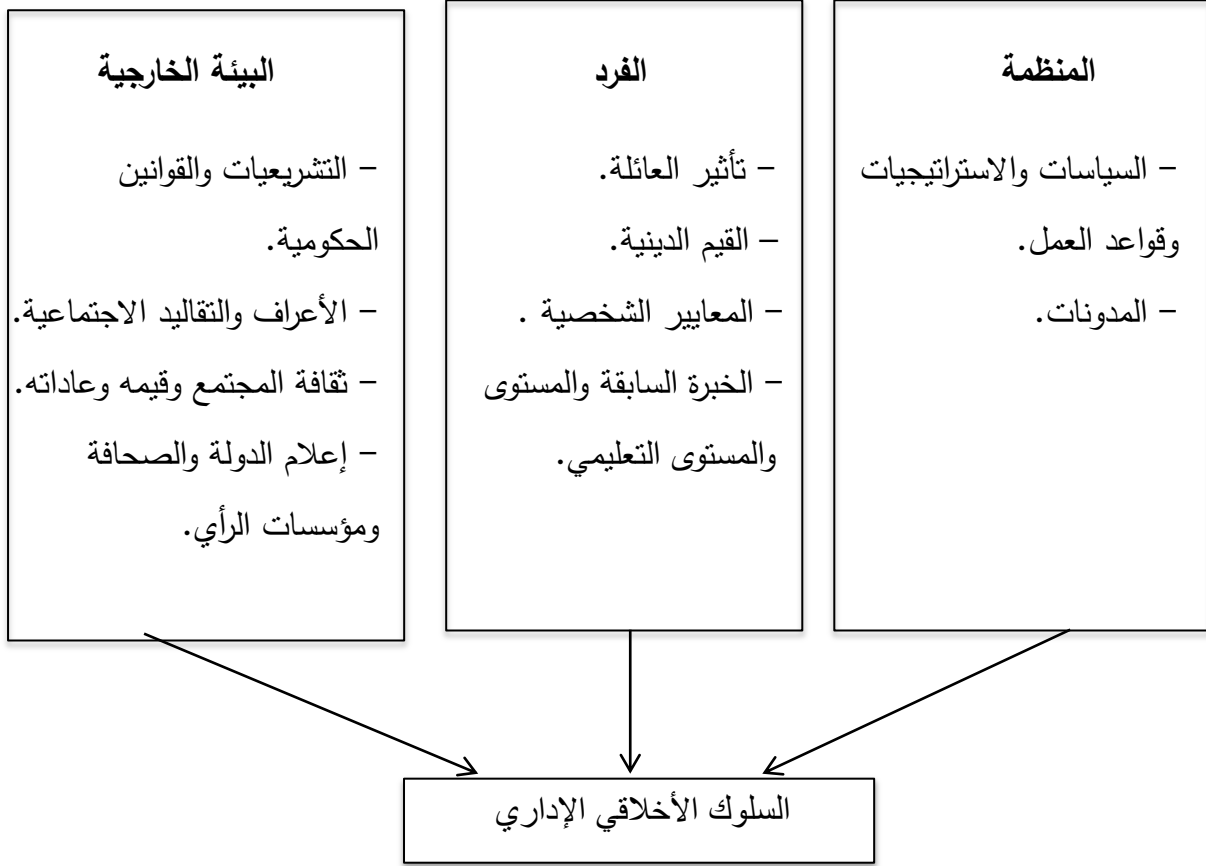 المنظمة
- السياسات والاستراتيجيات
وقواعد العمل.
- المدونات.
الفرد
- تأثير العائلة.
- القيم الدينية.
- المعايير الشخصية .
- الخبرة السابقة والمستوى
والمستوى التعليمي.
البيئة الخارجية
- التشريعيات والقوانين
الحكومية.
- الأعراف والتقاليد الاجتماعية.
- ثقافة المجتمع وقيمه وعاداته.
- إعلام الدولة والصحافة
ومؤسسات الرأي.
السلوك الأخلاقي الإداري